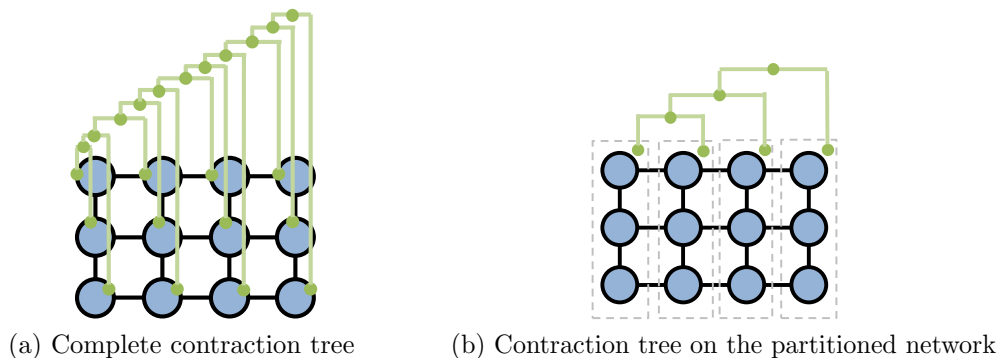 (a) Complete contraction tree
(b) Contraction tree on the partitioned network